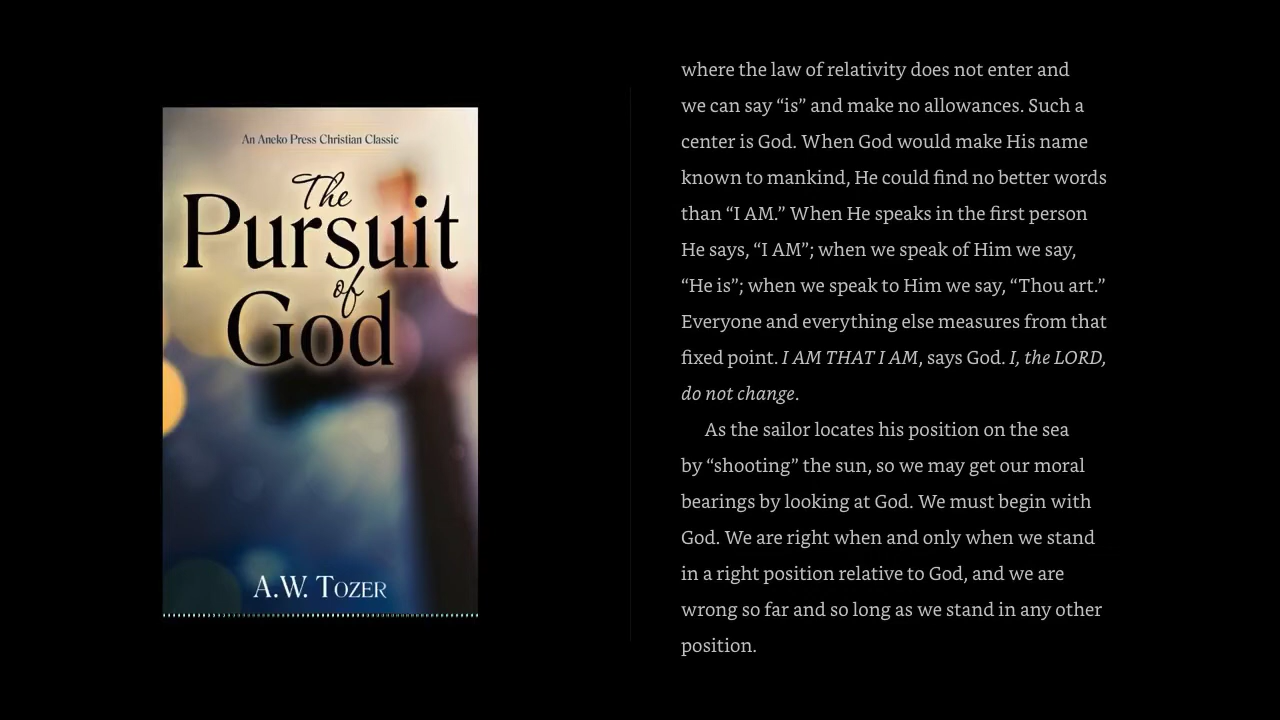 An Aneko Press Christian Classic
The
Pursuit
of
God
A.W. Tozer
where the law of relativity does not enter and
we can say “is” and make no allowances. Such a
center is God. When God would make His name
known to mankind, He could find no better words
than “I AM.” When He speaks in the first person
He says, “I AM”; when we speak of Him we say,
“He is”; when we speak to Him we say, “Thou art.”
Everyone and everything else measures from that
fixed point. I AM THAT I AM, says God. I, the LORD,
do not change.
As the sailor locates his position on the sea
by “shooting” the sun, so we may get our moral
bearings by looking at God. We must begin with
God. We are right when and only when we stand
in a right position relative to God, and we are
wrong so far and so long as we stand in any other
position.